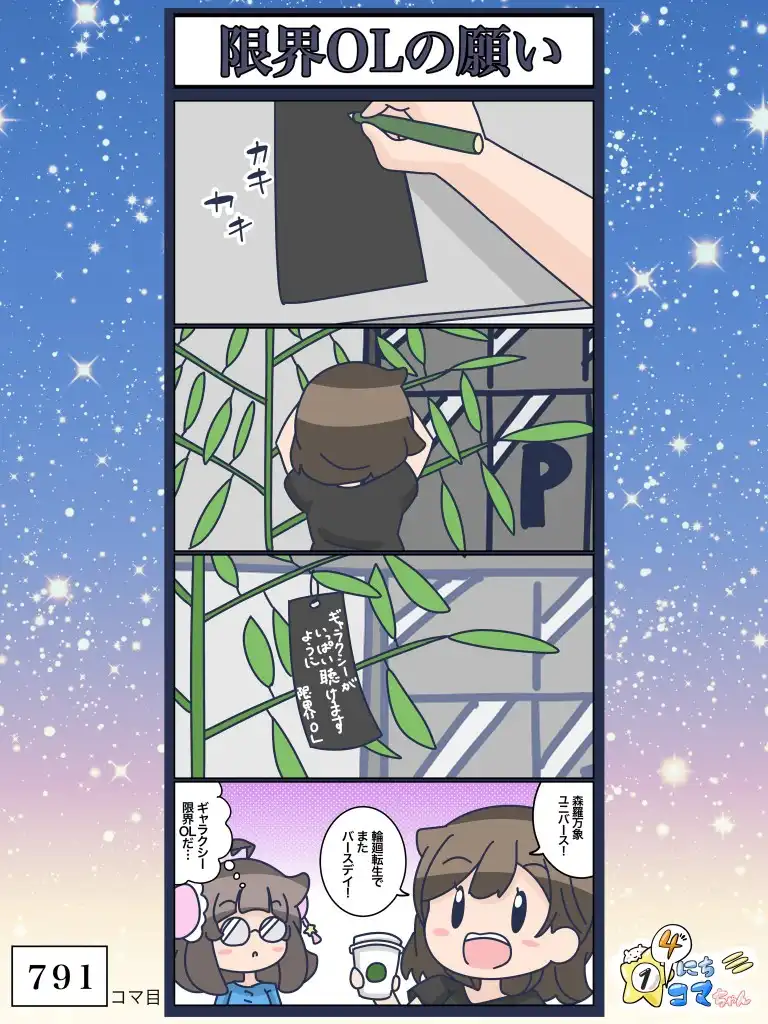 限界OLの願い
カキ
カキ
P
ギャラクシーが
いっぱい聴けます
ように
限界OL
森羅万象
ユニバース!
輪廻転生で
また
バースデイ!
ギャラクシー
限界OLだ…
791
コマ目
1
にち
4
コマ
ちゃん